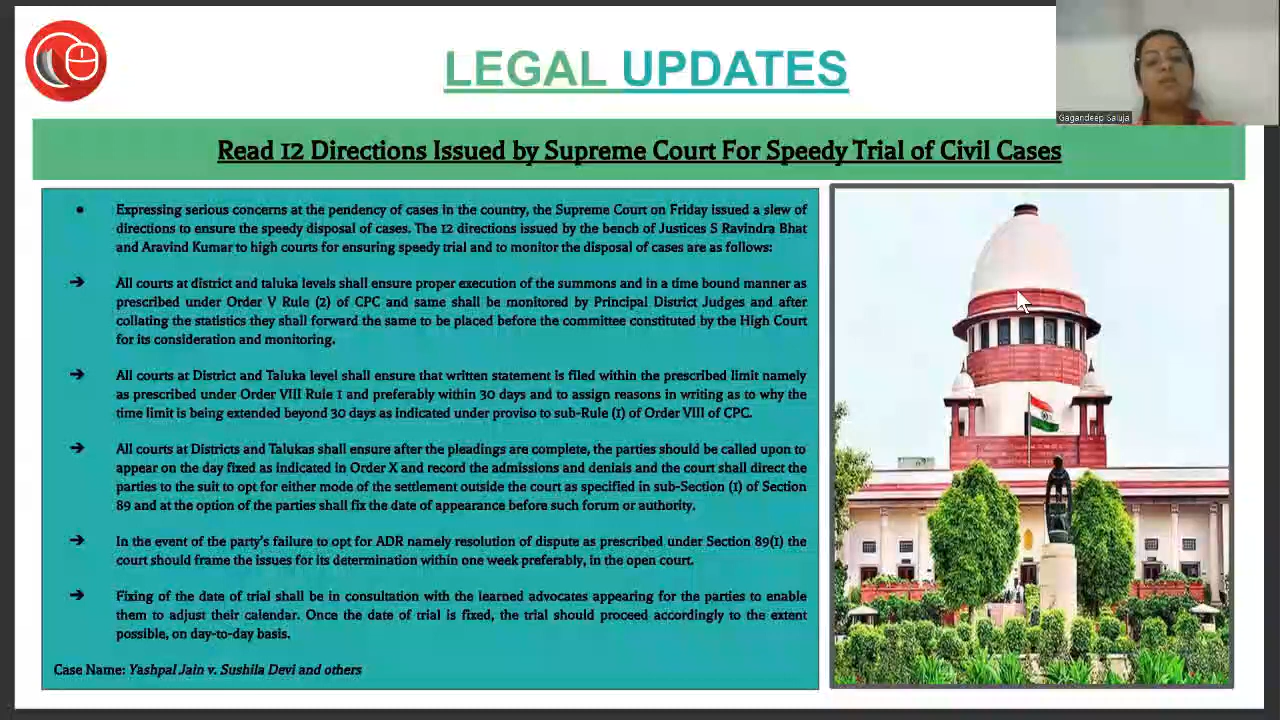 LEGAL UPDATES
Gagandeep Saluja
Read 12 Directions Issued by Supreme Court For Speedy Trial of Civil Cases
Expressing serious concerns at the pendency of cases in the country, the Supreme Court on Friday issued a slew of
directions to ensure the speedy disposal of cases. The 12 directions issued by the bench of Justices S Ravindra Bhat
and Aravind Kumar to high courts for ensuring speedy trial and to monitor the disposal of cases are as follows:
All courts at district and taluka levels shall ensure proper execution of the summons and in a time bound manner as
prescribed under Order V Rule (2) of CPC and same shall be monitored by Principal District Judges and after
collating the statistics they shall forward the same to be placed before the committee constituted by the High Court
for its consideration and monitoring.
All courts at District and Taluka level shall ensure that written statement is filed within the prescribed limit namely
as prescribed under Order VIII Rule 1 and preferably within 30 days and to assign reasons in writing as to why the
time limit is being extended beyond 30 days as indicated under proviso to sub-Rule (1) of Order VIII of CPC.
All courts at Districts and Talukas shall ensure after the pleadings are complete, the parties should be called upon to
appear on the day fixed as indicated in Order X and record the admissions and denials and the court shall direct the
parties to the suit to opt for either mode of the settlement outside the court as specified in sub-Section (1) of Section
89 and at the option of the parties shall fix the date of appearance before such forum or authority.
In the event of the party's failure to opt for ADR namely resolution of dispute as prescribed under Section 89(1) the
court should frame the issues for its determination within one week preferably, in the open court.
Fixing of the date of trial shall be in consultation with the learned advocates appearing for the parties to enable
them to adjust their calendar. Once the date of trial is fixed, the trial should proceed accordingly to the extent
possible, on day-to-day basis.
Case Name: Yashpal Jain v. Sushila Devi and others